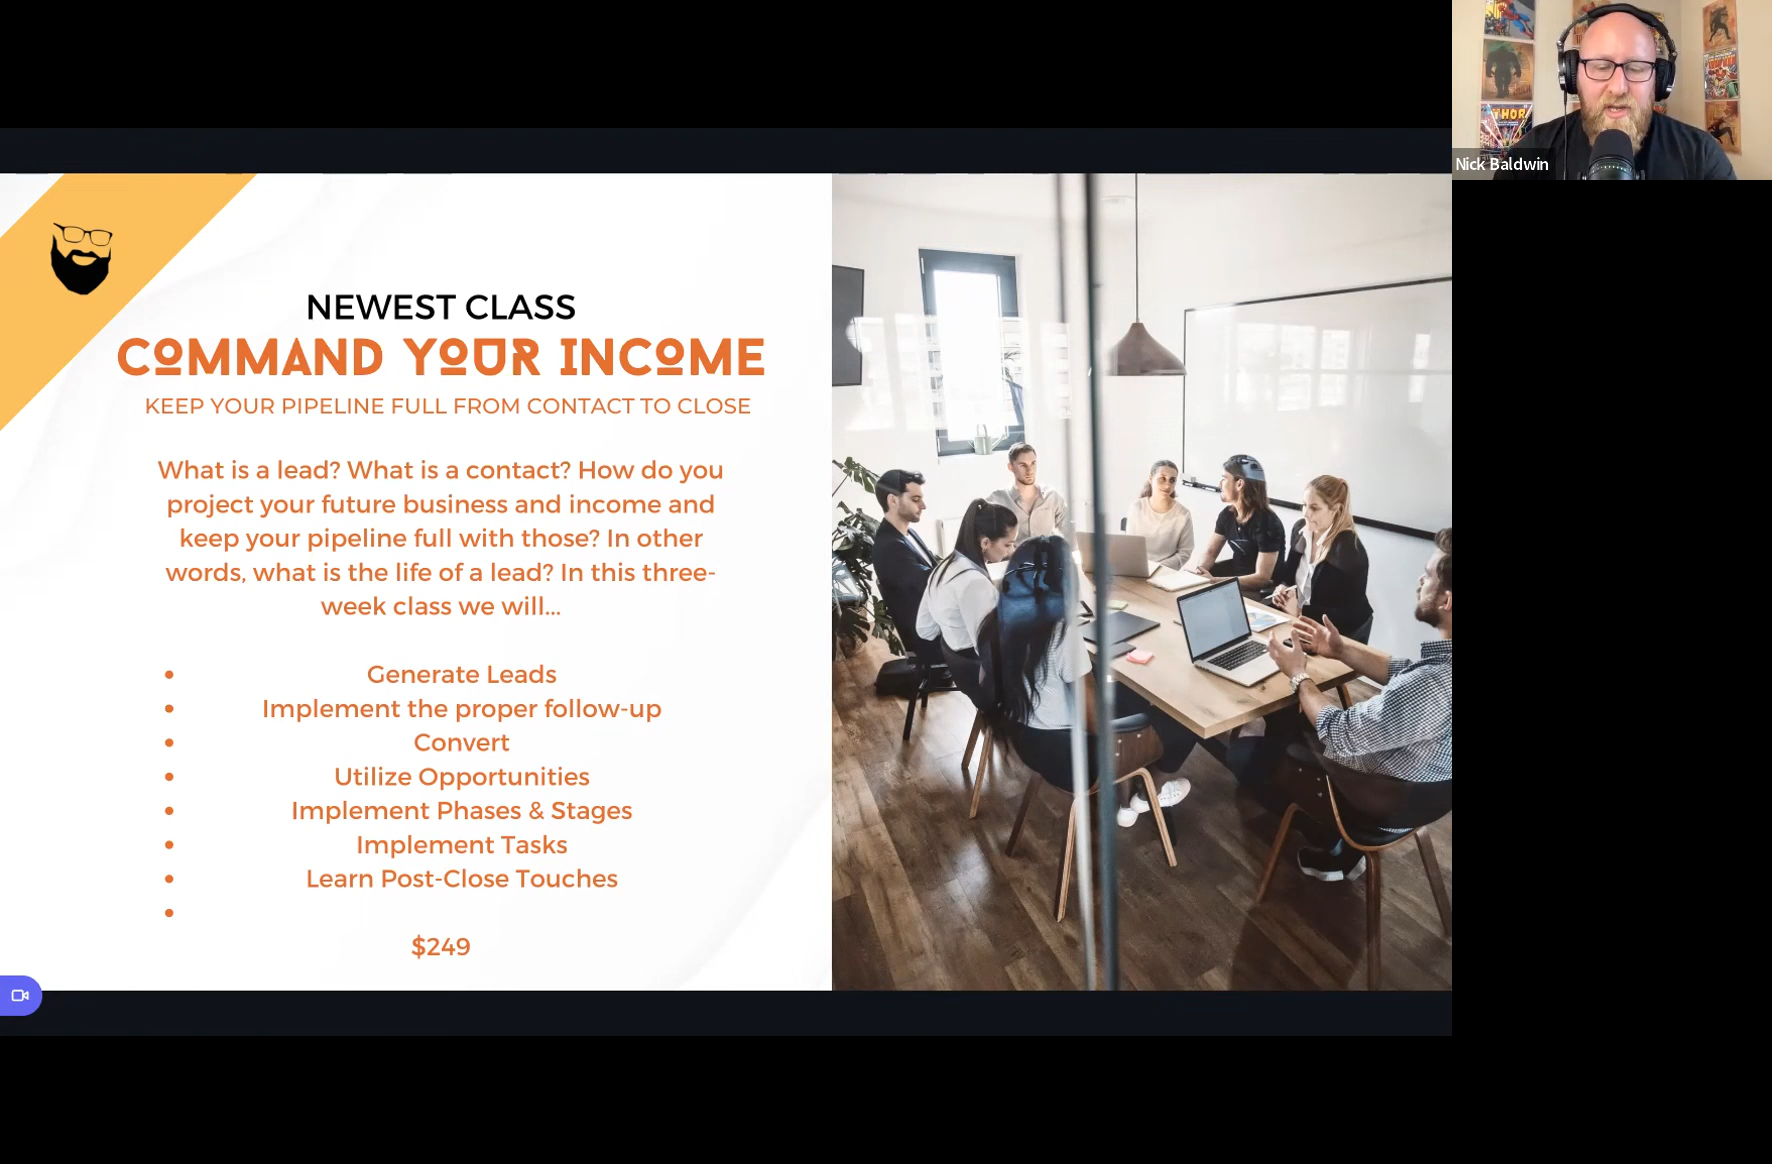 NEWEST CLASS
COMMAND YOUR INCOME
KEEP YOUR PIPELINE FULL FROM CONTACT TO CLOSE
What is a lead? What is a contact? How do you
project your future business and income and
keep your pipeline full with those? In other
words, what is the life of a lead? In this three-
week class we will...
• Generate Leads
• Implement the proper follow-up
• Convert
• Utilize Opportunities
• Implement Phases & Stages
• Implement Tasks
• Learn Post-Close Touches
•
$249
THOR
Nick Baldwin